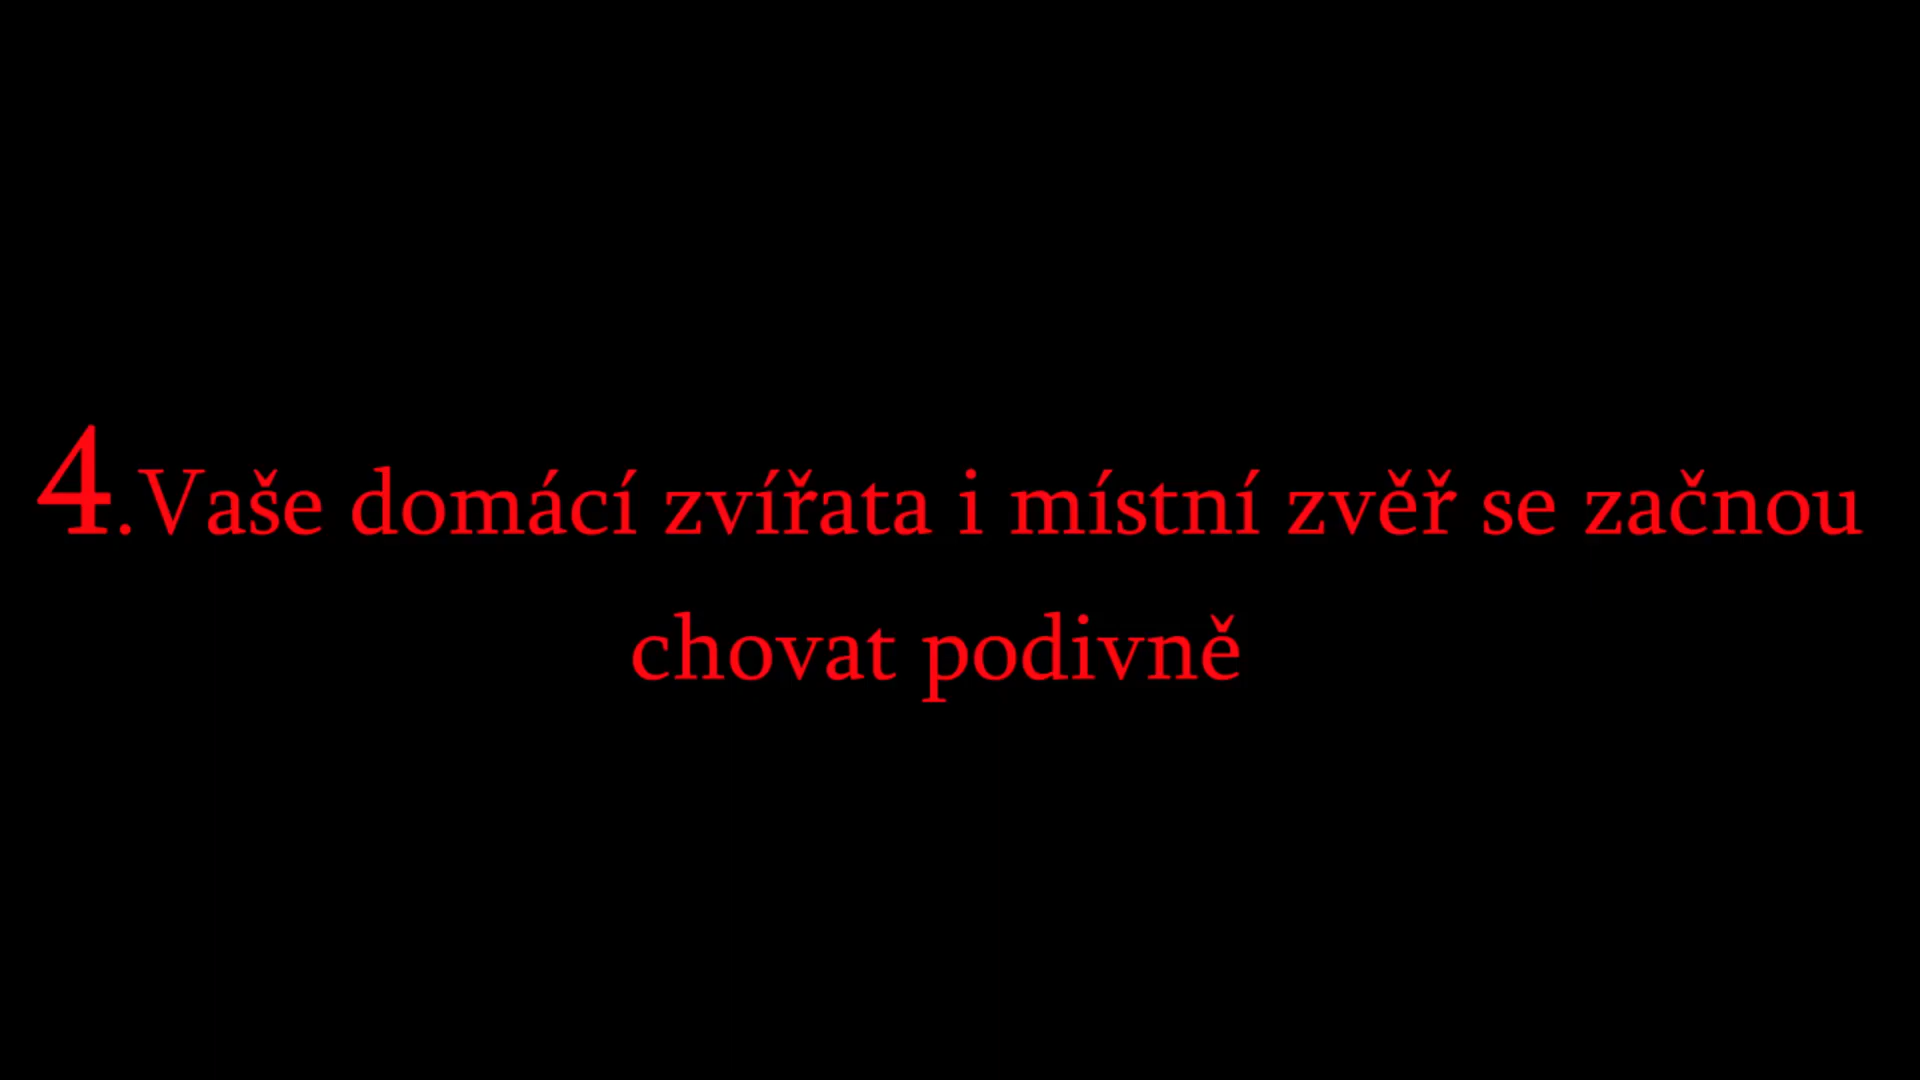 4.Vaše domácí zvířata i místní zvěř se začnou
chovat podivně